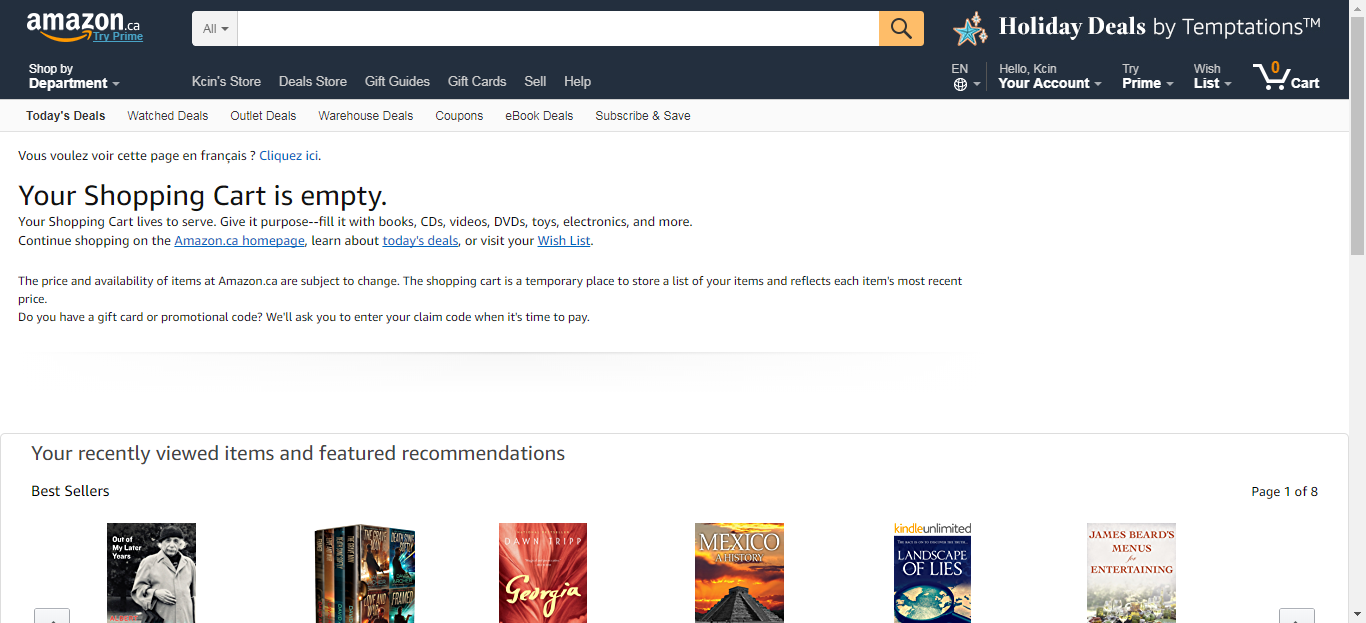 amazon.ca
Try Prime
All
Holiday Deals by Temptations™
Shop by
Department
Kcin's Store
Deals Store
Gift Guides
Gift Cards
Sell
Help
EN
Hello, Kcin
Your Account
Try
Prime
Wish
List
0
Cart
Today's Deals
Watched Deals
Outlet Deals
Warehouse Deals
Coupons
eBook Deals
Subscribe & Save
Vous voulez voir cette page en français ? Cliquez ici.
Your Shopping Cart is empty.
Your Shopping Cart lives to serve. Give it purpose--fill it with books, CDs, videos, DVDs, toys, electronics, and more.
Continue shopping on the Amazon.ca homepage, learn about today's deals, or visit your Wish List.
The price and availability of items at Amazon.ca are subject to change. The shopping cart is a temporary place to store a list of your items and reflects each item's most recent
price.
Do you have a gift card or promotional code? We'll ask you to enter your claim code when it's time to pay.
Your recently viewed items and featured recommendations
Best Sellers
Page 1 of 8
Out of
My Later
Years
DAWN TRIPP
Georgia
MEXICO
A HISTORY
kindleunlimited
LANDSCAPE
OF LIES
JAMES BEARD'S
MENUS
for
ENTERTAINING